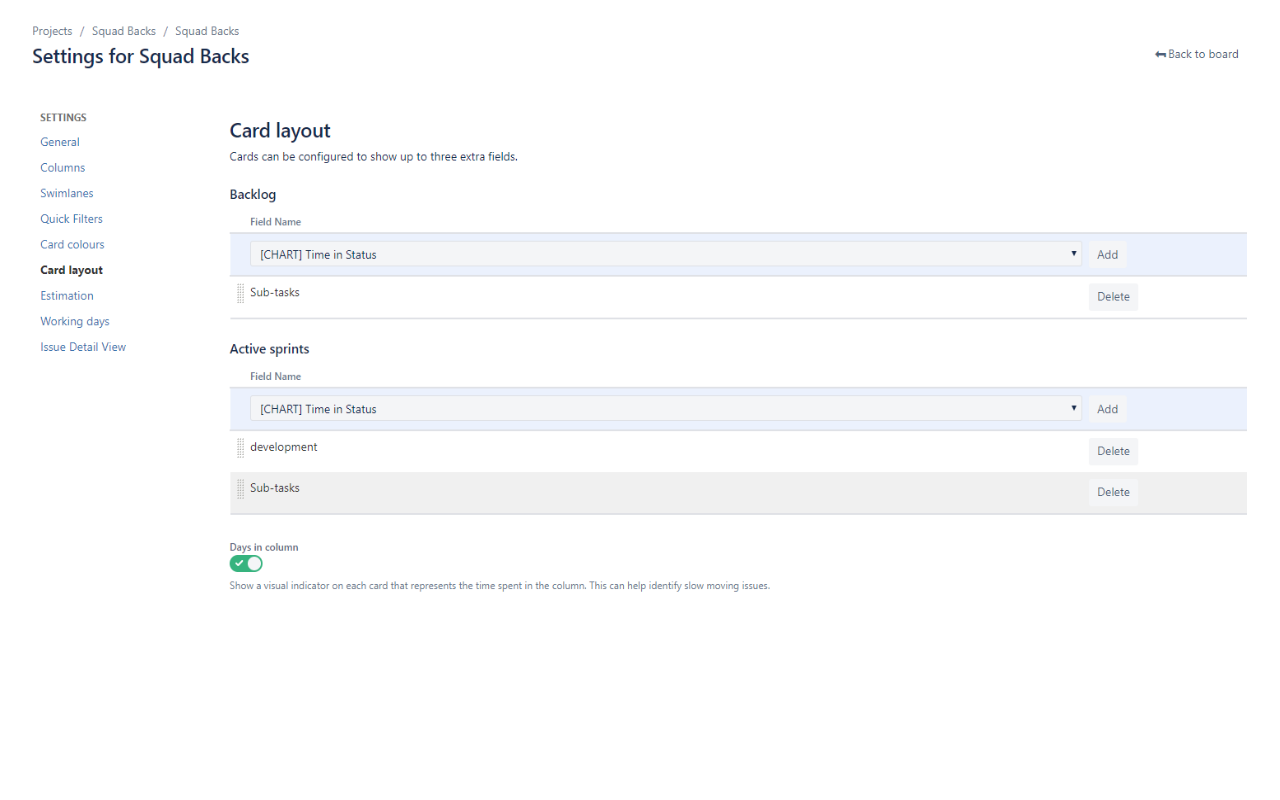 Projects / Squad Backs / Squad Backs
Settings for Squad Backs
Back to board
SETTINGS
General
Columns
Swimlanes
Quick Filters
Card colours
Card layout
Estimation
Working days
Issue Detail View
Card layout
Cards can be configured to show up to three extra fields.
Backlog
Field Name
[CHART] Time in Status Add
Sub-tasks Delete
Active sprints
Field Name
[CHART] Time in Status Add
development Delete
Sub-tasks Delete
Days in column
Show a visual indicator on each card that represents the time spent in the column. This can help identify slow moving issues.